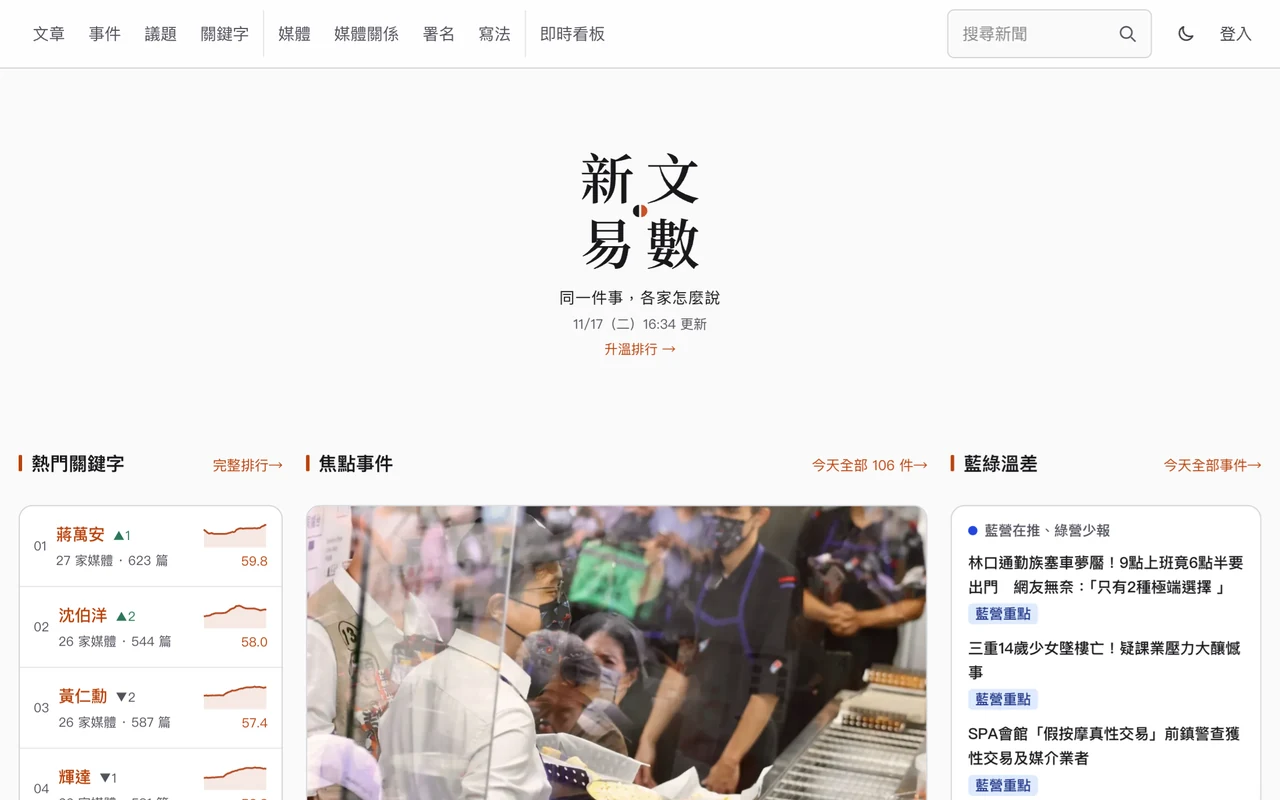 文章 事件 議題 關鍵字 媒體 媒體關係 署名 寫法 即時看板 搜尋新聞 登入
新文
易數
同一件事，各家怎麼說
11/17（二）16:34 更新
升溫排行 →
熱門關鍵字 完整排行→
01 蔣萬安 ▲1
27 家媒體 · 623 篇 59.8
02 沈伯洋 ▲2
26 家媒體 · 544 篇 58.0
03 黃仁勳 ▼2
26 家媒體 · 587 篇 57.4
04 輝達 ▼1
焦點事件 今天全部 106 件→
藍綠溫差 今天全部事件→
藍營在推、綠營少報
林口通勤族塞車夢魘！9點上班竟6點半要
出門　網友無奈：「只有2種極端選擇 」
藍營重點
三重14歲少女墜樓亡！疑課業壓力大釀憾
事
藍營重點
SPA會館「假按摩真性交易」前鎮警查獲
性交易及媒介業者
藍營重點